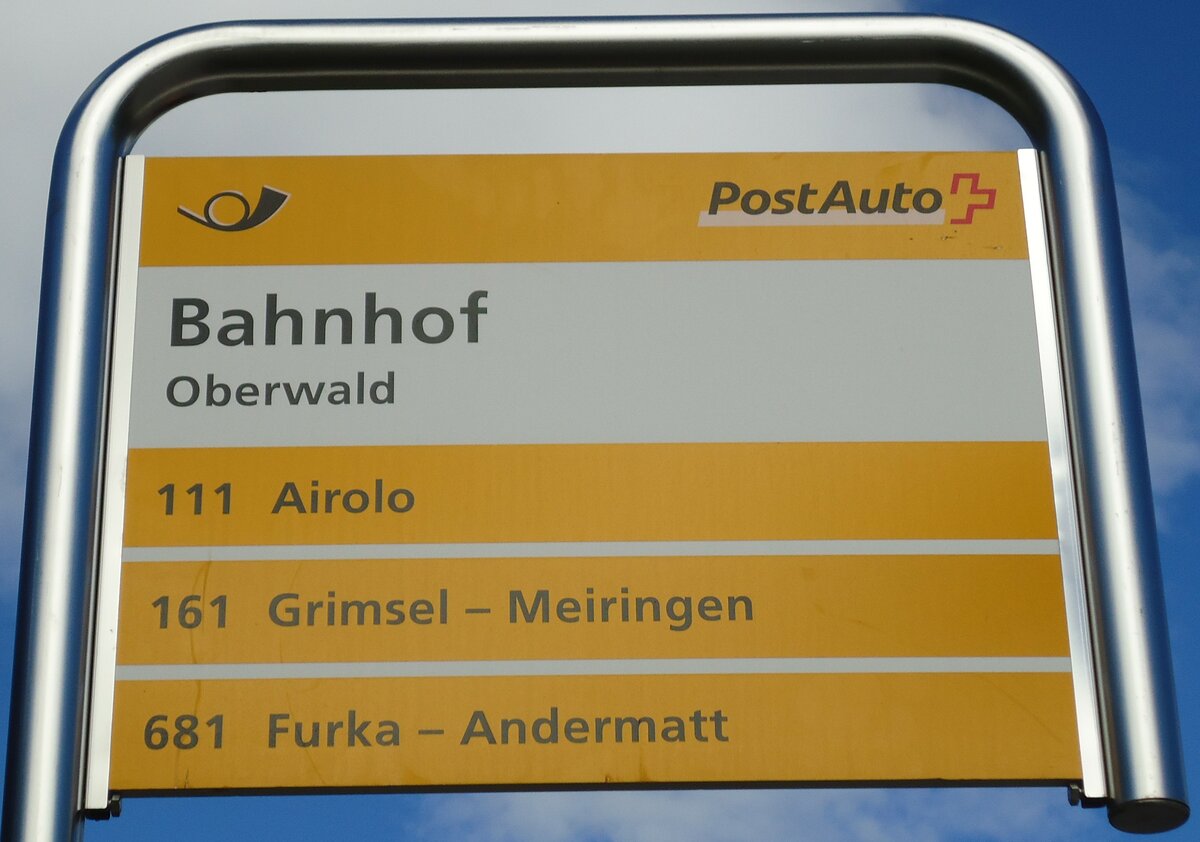 PostAuto
Bahnhof
Oberwald
111 Airolo
161 Grimsel – Meiringen
681 Furka – Andermatt